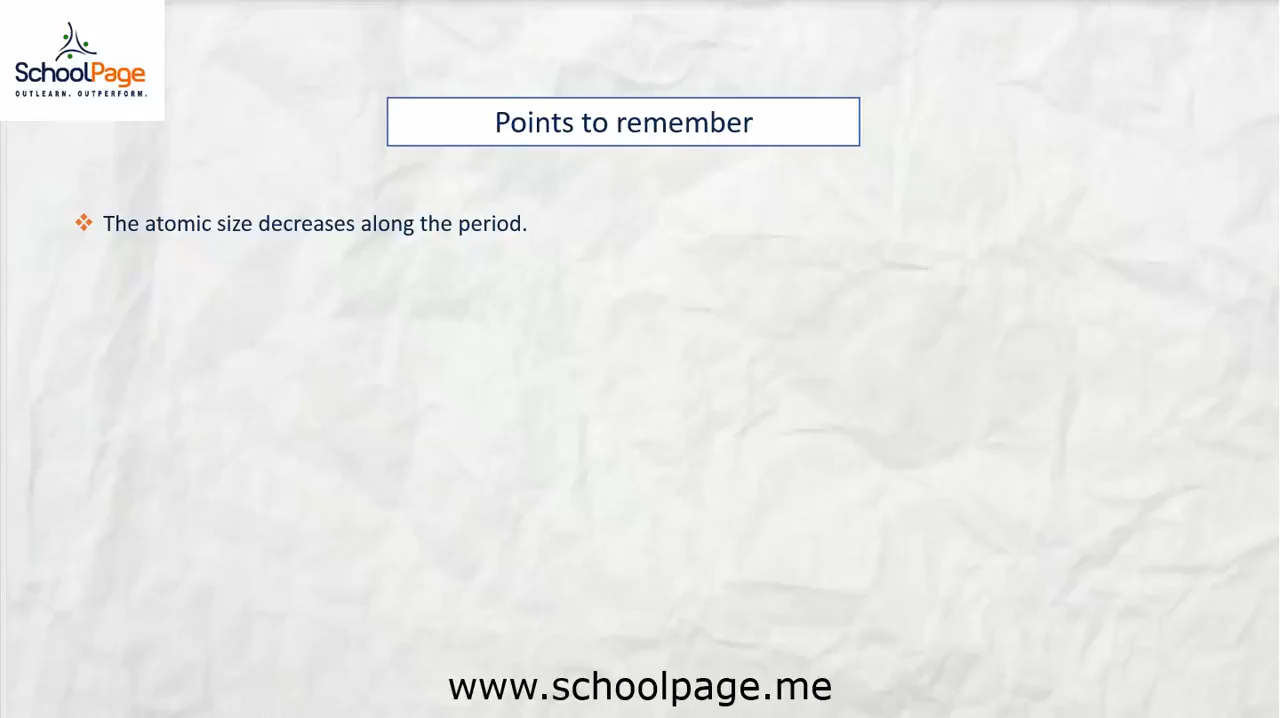 SchoolPage
OUTLEARN. OUTPERFORM.
Points to remember
The atomic size decreases along the period.
www.schoolpage.me